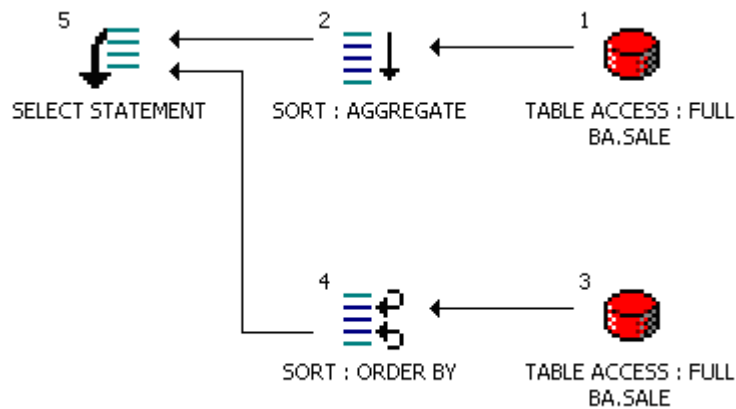 5
2
1
SELECT STATEMENT
SORT : AGGREGATE
TABLE ACCESS : FULL
BA.SALE
4
3
SORT : ORDER BY
TABLE ACCESS : FULL
BA.SALE